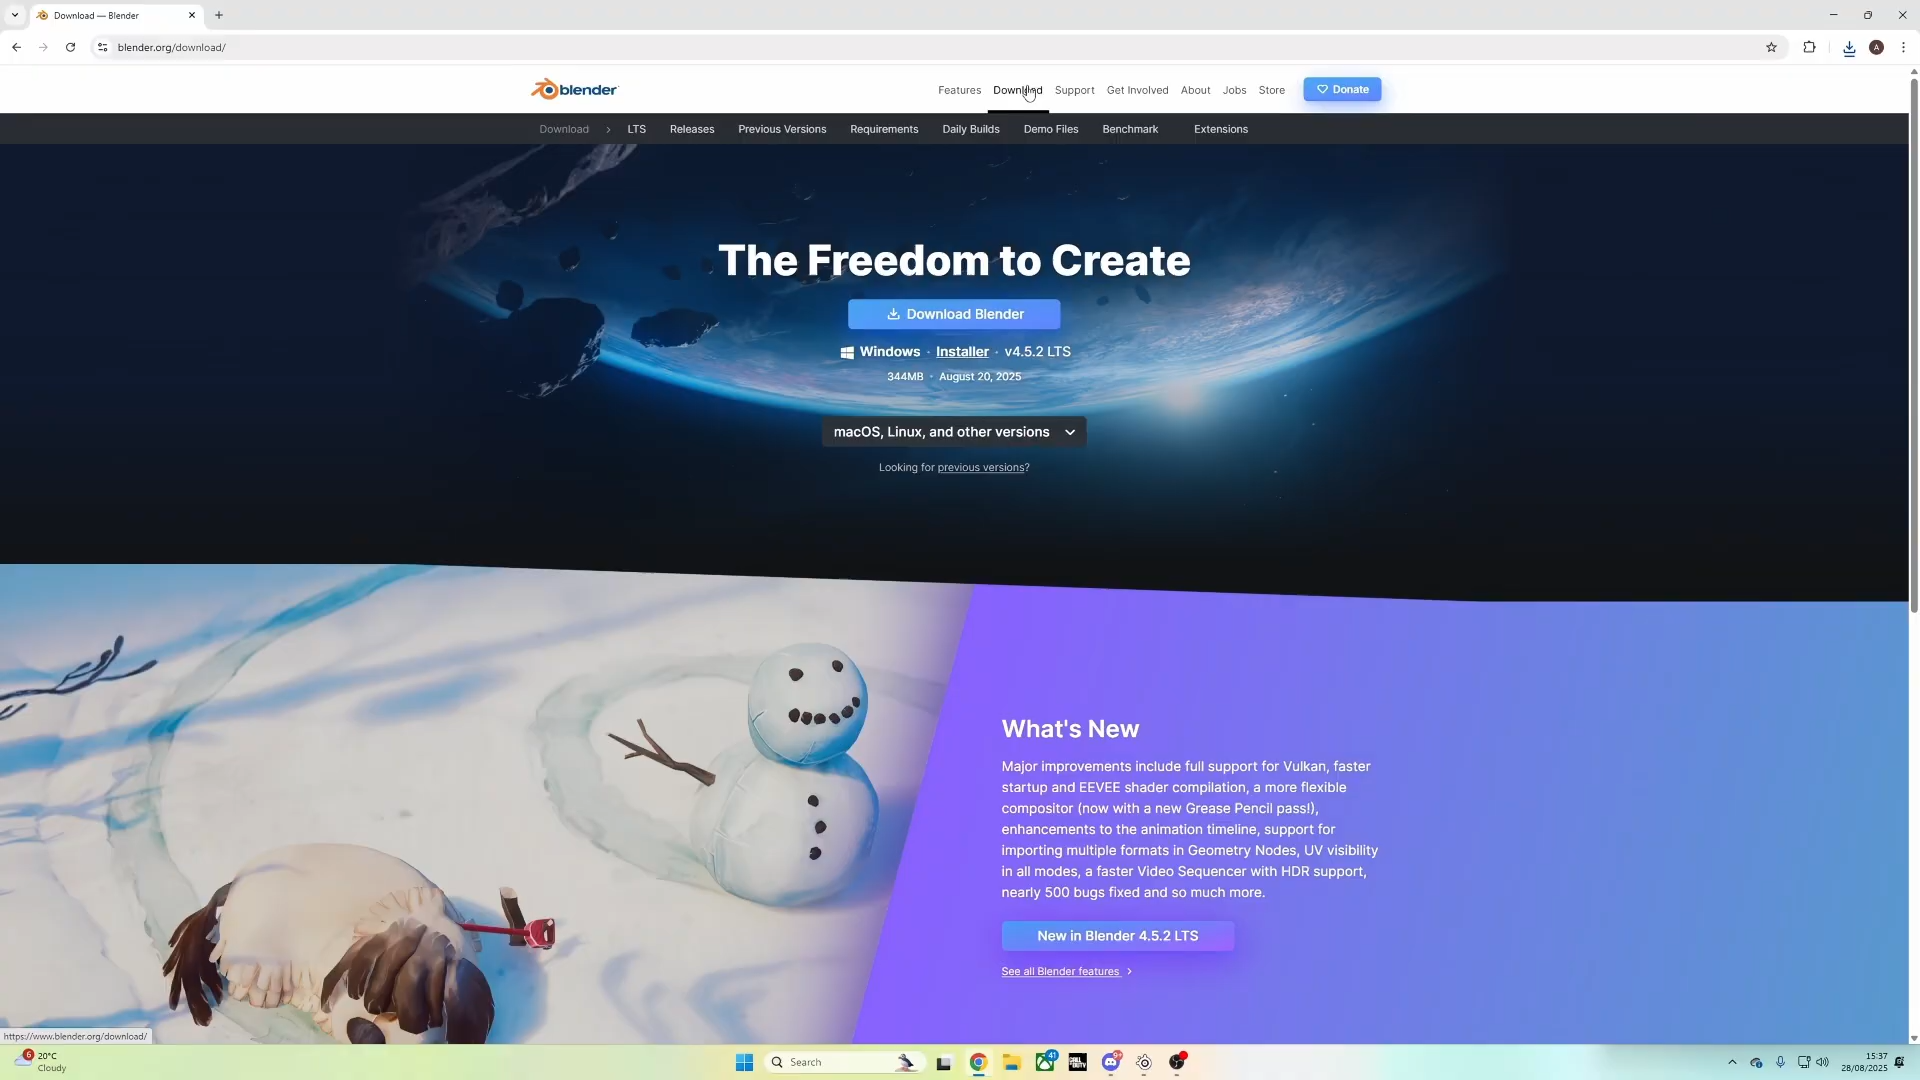 Download — Blender
blender.org/download/
A
blender
Features Download Support Get Involved About Jobs Store Donate
Download > LTS Releases Previous Versions Requirements Daily Builds Demo Files Benchmark Extensions
The Freedom to Create
Download Blender
Windows · Installer · v4.5.2 LTS
344MB · August 20, 2025
macOS, Linux, and other versions
Looking for previous versions?
What's New
Major improvements include full support for Vulkan, faster
startup and EEVEE shader compilation, a more flexible
compositor (now with a new Grease Pencil pass!),
enhancements to the animation timeline, support for
importing multiple formats in Geometry Nodes, UV visibility
in all modes, a faster Video Sequencer with HDR support,
nearly 500 bugs fixed and so much more.
New in Blender 4.5.2 LTS
See all Blender features >
https://www.blender.org/download/
6
20°C
Cloudy
Search
41
9+
15:37
28/08/2025